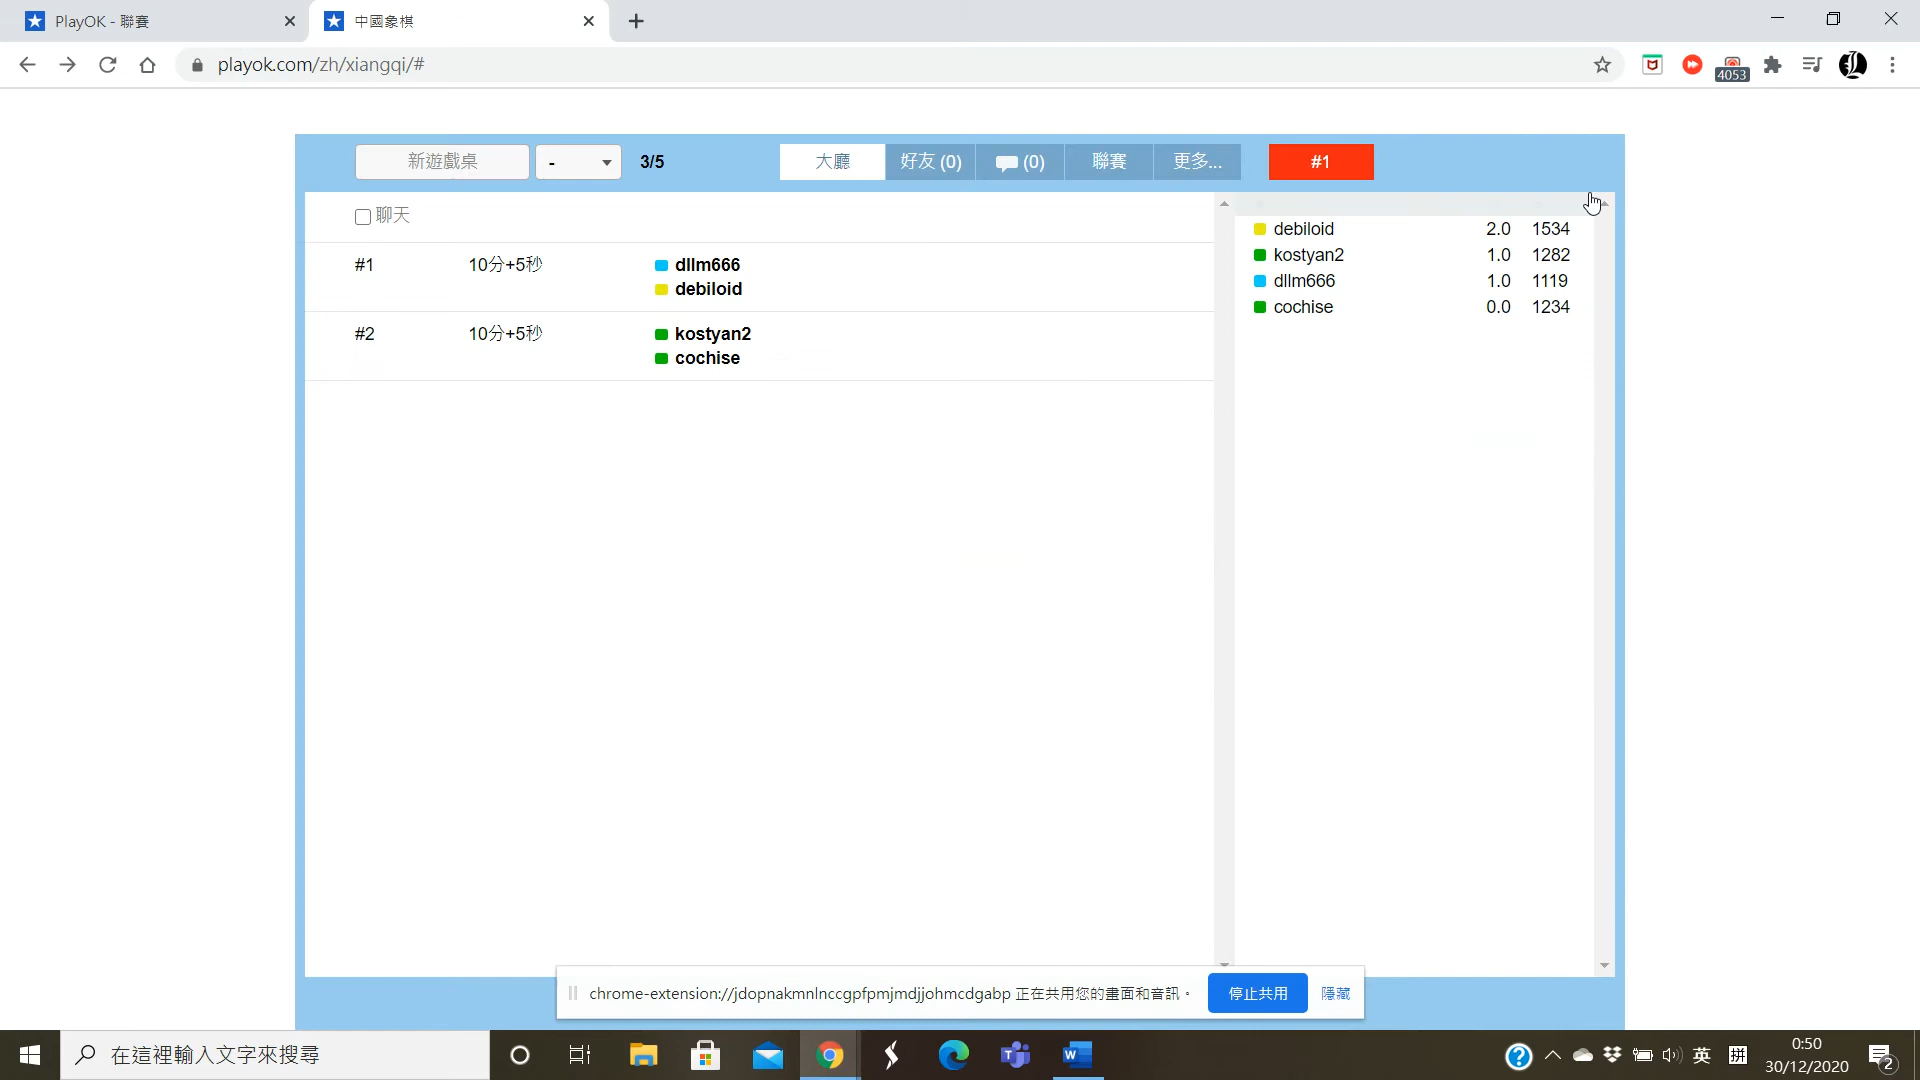 PlayOK - 聯賽
中國象棋
playok.com/zh/xiangqi/#
4053
新遊戲桌
-
3/5
大廳
好友 (0)
(0)
聯賽
更多...
#1
聊天
#1 10分+5秒 dllm666
debiloid
#2 10分+5秒 kostyan2
cochise
debiloid 2.0 1534
kostyan2 1.0 1282
dllm666 1.0 1119
cochise 0.0 1234
chrome-extension://jdopnakmnlnccgpfpmjmdjjohmcdgabp 正在共用您的畫面和音訊。
停止共用
隱藏
在這裡輸入文字來搜尋
英
拼
0:50
30/12/2020
2